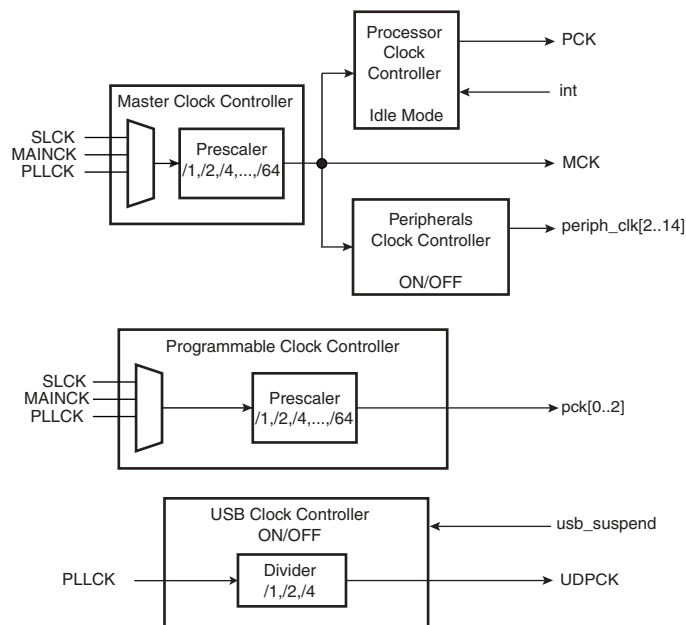 Processor
Clock
Controller
Idle Mode
PCK
int
Master Clock Controller
SLCK
MAINCK
PLLCK
Prescaler
/1,/2,/4,...,/64
MCK
Peripherals
Clock Controller
ON/OFF
periph_clk[2..14]
Programmable Clock Controller
SLCK
MAINCK
PLLCK
Prescaler
/1,/2,/4,...,/64
pck[0..2]
USB Clock Controller
ON/OFF
usb_suspend
PLLCK
Divider
/1,/2,/4
UDPCK